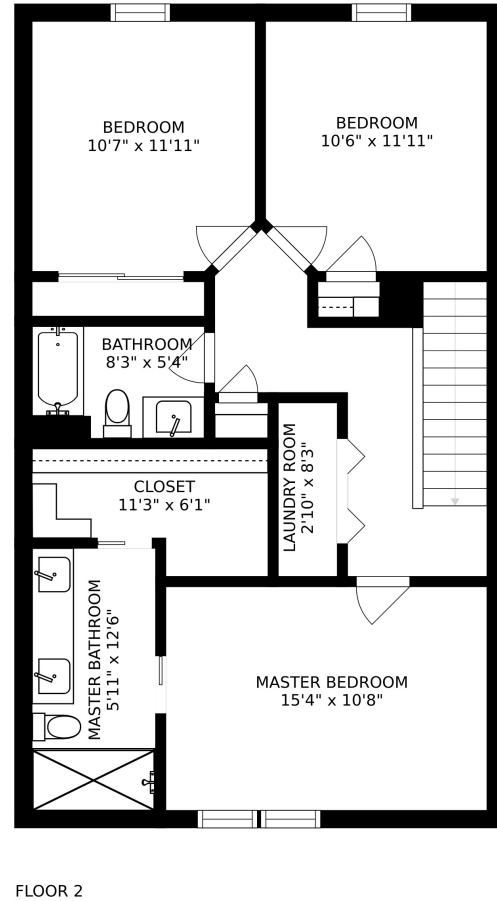 BEDROOM
10'7" x 11'11"
BEDROOM
10'6" x 11'11"
BATHROOM
8'3" x 5'4"
CLOSET
11'3" x 6'1"
LAUNDRY ROOM
2'10" x 8'3"
MASTER BATHROOM
5'11" x 12'6"
MASTER BEDROOM
15'4" x 10'8"
FLOOR 2